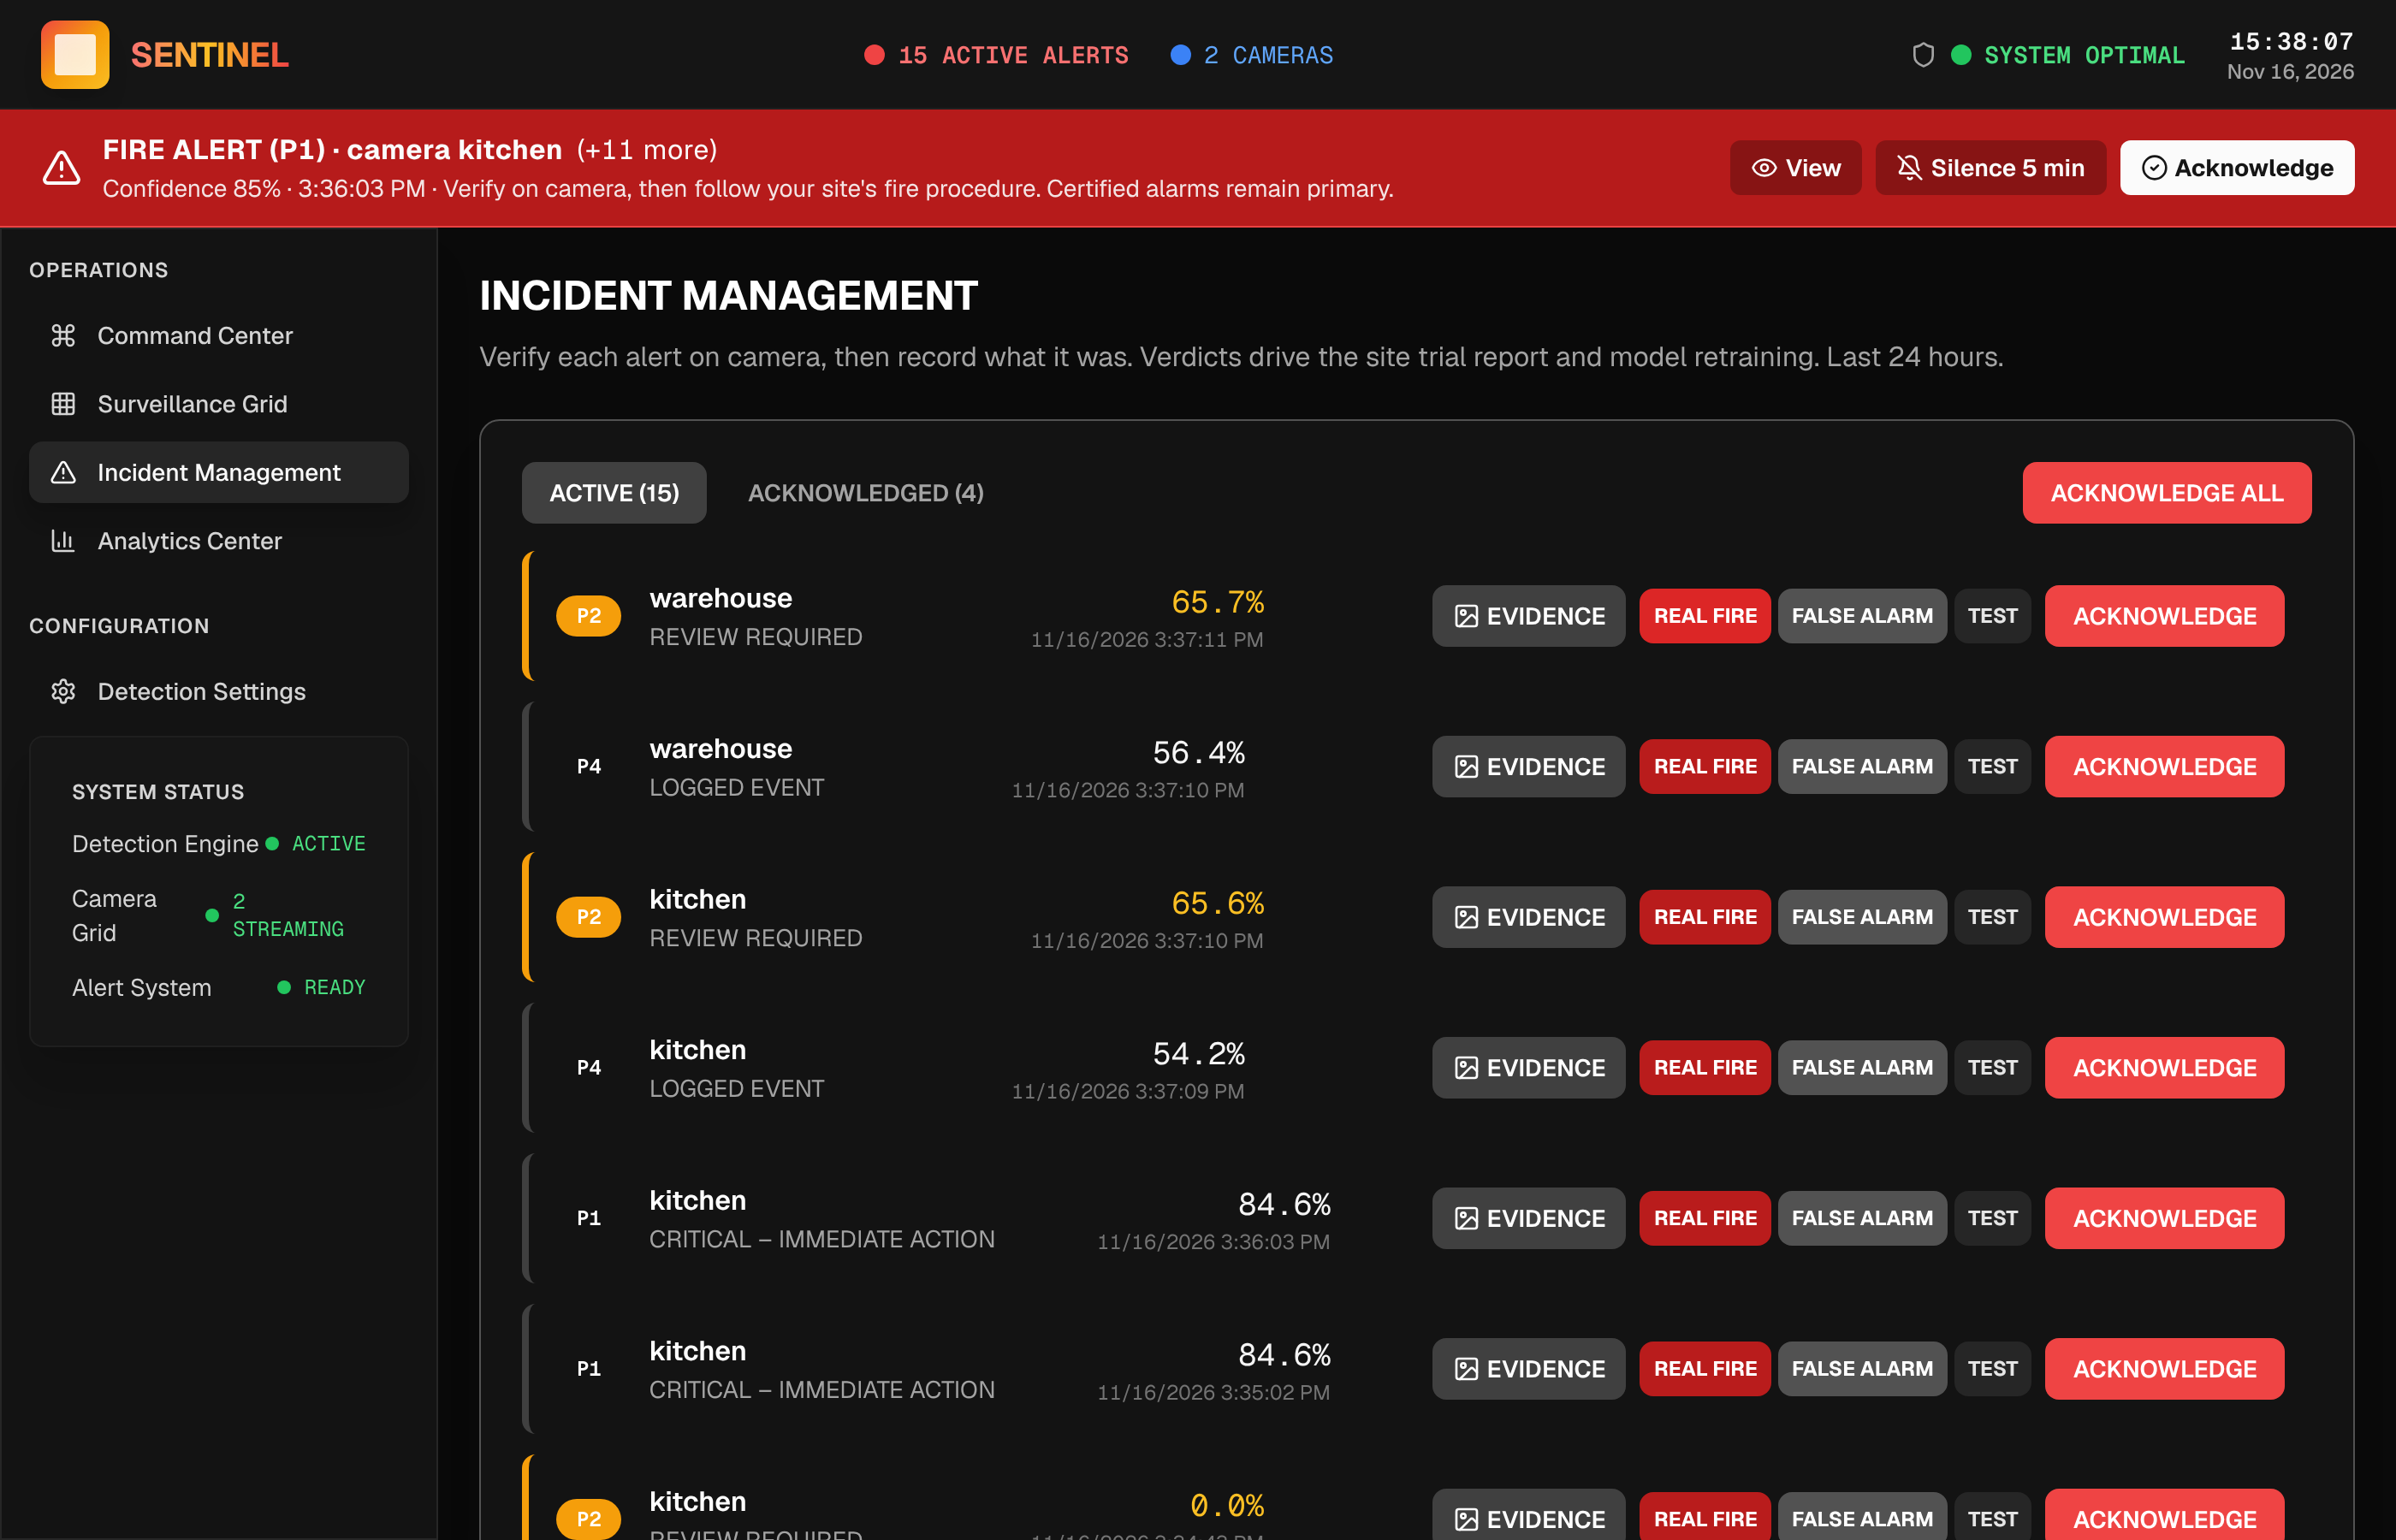 SENTINEL
15 ACTIVE ALERTS
2 CAMERAS
SYSTEM OPTIMAL
15:38:07
Nov 16, 2026
FIRE ALERT (P1) · camera kitchen (+11 more)
Confidence 85% · 3:36:03 PM · Verify on camera, then follow your site's fire procedure. Certified alarms remain primary.
View
Silence 5 min
Acknowledge
OPERATIONS
Command Center
Surveillance Grid
Incident Management
Analytics Center
CONFIGURATION
Detection Settings
SYSTEM STATUS
Detection Engine ACTIVE
Camera Grid
2 STREAMING
Alert System READY
INCIDENT MANAGEMENT
Verify each alert on camera, then record what it was. Verdicts drive the site trial report and model retraining. Last 24 hours.
ACTIVE (15)
ACKNOWLEDGED (4)
ACKNOWLEDGE ALL
P2
warehouse
REVIEW REQUIRED
65.7%
11/16/2026 3:37:11 PM
EVIDENCE
REAL FIRE
FALSE ALARM
TEST
ACKNOWLEDGE
P4
warehouse
LOGGED EVENT
56.4%
11/16/2026 3:37:10 PM
EVIDENCE
REAL FIRE
FALSE ALARM
TEST
ACKNOWLEDGE
P2
kitchen
REVIEW REQUIRED
65.6%
11/16/2026 3:37:10 PM
EVIDENCE
REAL FIRE
FALSE ALARM
TEST
ACKNOWLEDGE
P4
kitchen
LOGGED EVENT
54.2%
11/16/2026 3:37:09 PM
EVIDENCE
REAL FIRE
FALSE ALARM
TEST
ACKNOWLEDGE
P1
kitchen
CRITICAL – IMMEDIATE ACTION
84.6%
11/16/2026 3:36:03 PM
EVIDENCE
REAL FIRE
FALSE ALARM
TEST
ACKNOWLEDGE
P1
kitchen
CRITICAL – IMMEDIATE ACTION
84.6%
11/16/2026 3:35:02 PM
EVIDENCE
REAL FIRE
FALSE ALARM
TEST
ACKNOWLEDGE
P2
kitchen
REVIEW REQUIRED
0.0%
EVIDENCE
REAL FIRE
FALSE ALARM
TEST
ACKNOWLEDGE